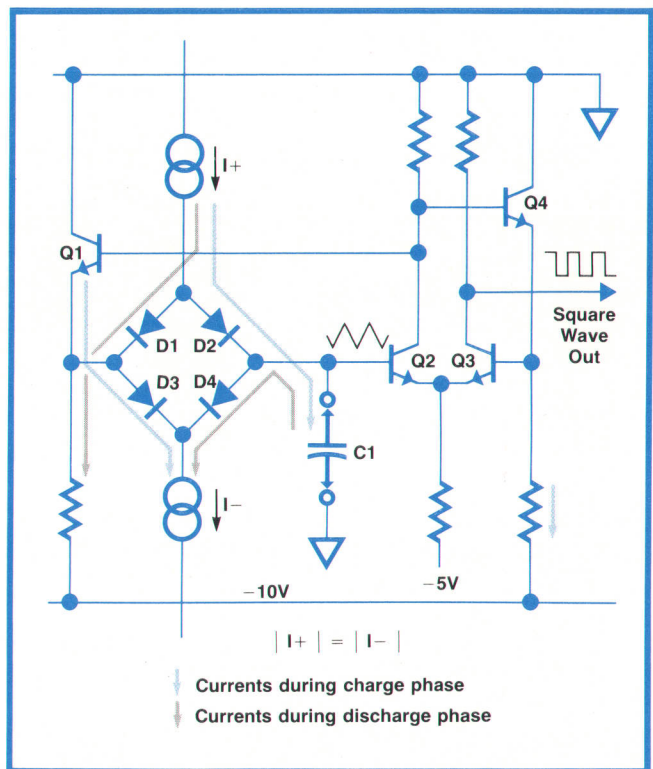 I+
Q1
Q4
D1 D2
Q2 Q3
Square
Wave
Out
D3 D4
C1
I−
−10V
−5V
| I+ | = | I− |
Currents during charge phase
Currents during discharge phase